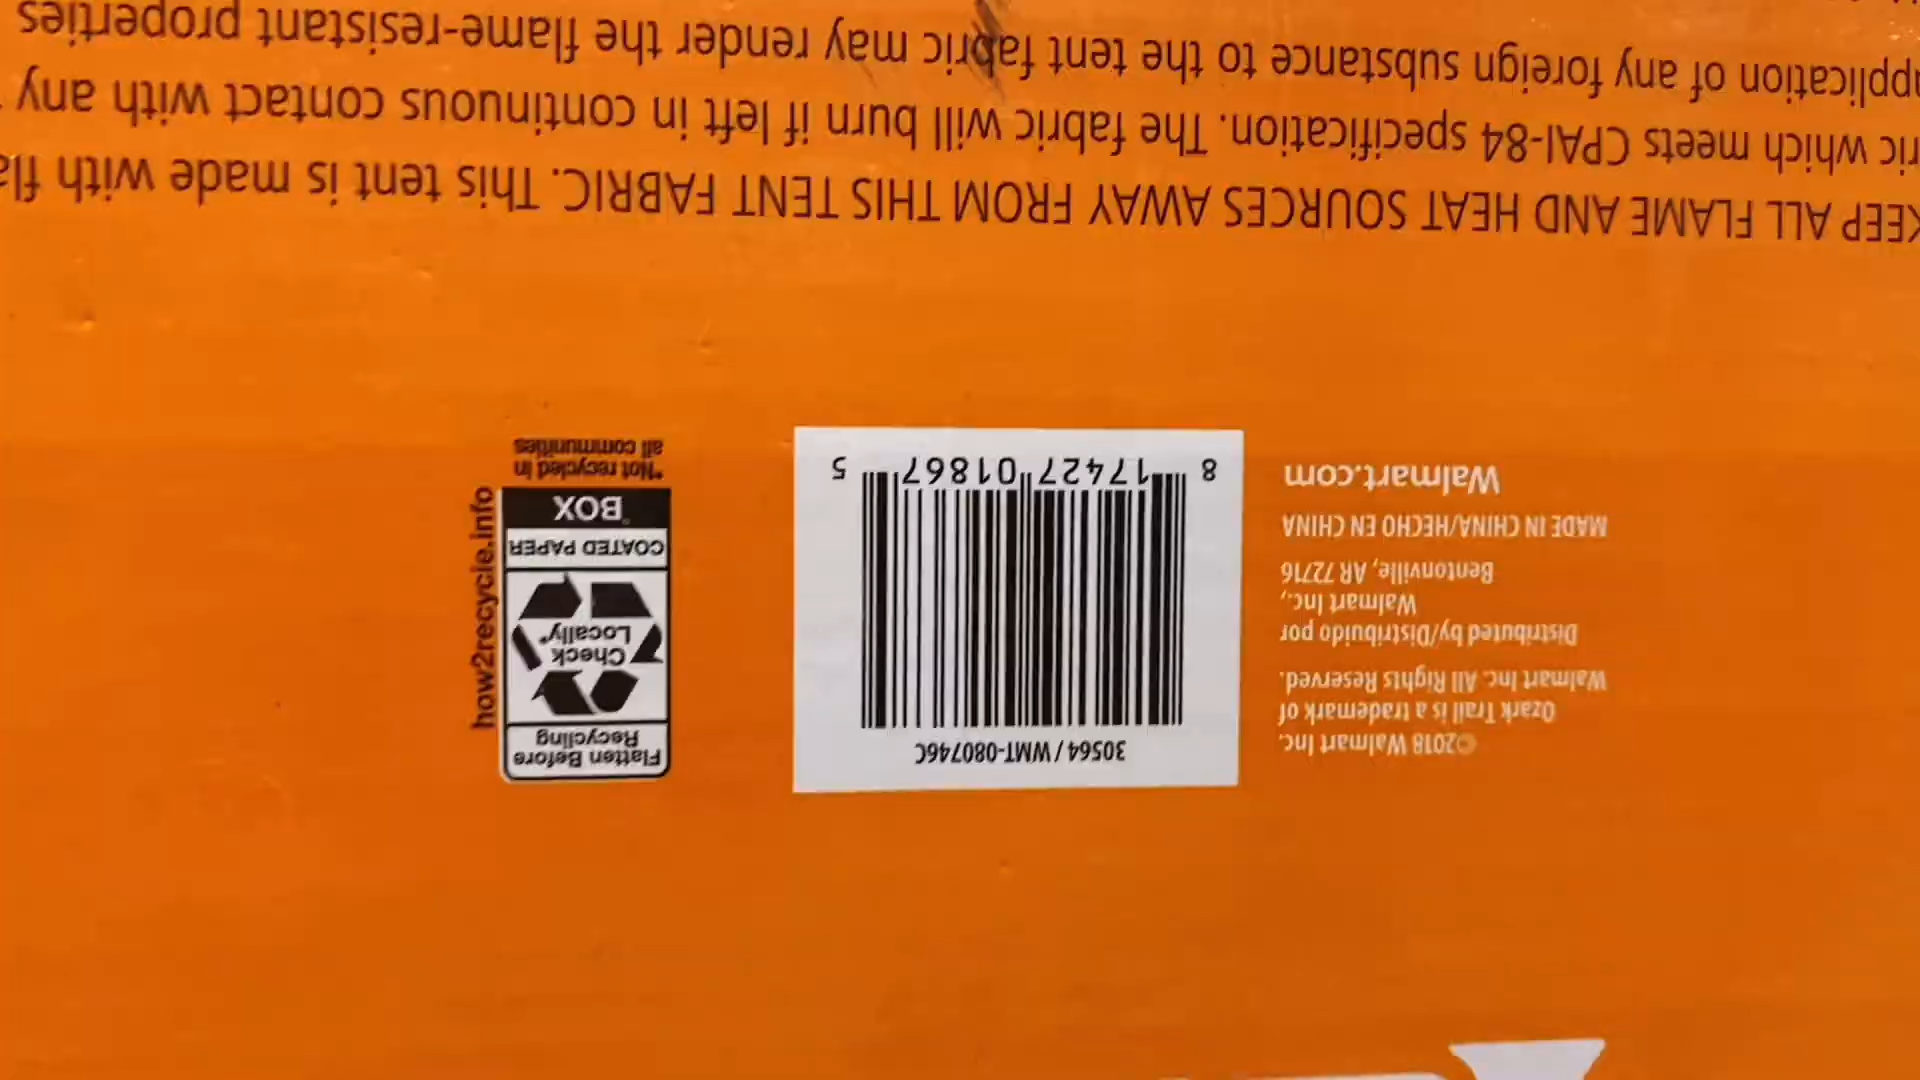 KEEP ALL FLAME AND HEAT SOURCES AWAY FROM THIS TENT FABRIC. This tent is made with
which meets CPAI-84 specification. The fabric will burn if left in continuous contact with any
application of any foreign substance to the tent fabric may render the flame-resistant properties
©2018 Walmart Inc.
Ozark Trail is a trademark of
Walmart Inc. All Rights Reserved.
Distributed by/Distribuido por
Walmart Inc.,
Bentonville, AR 72716
MADE IN CHINA/HECHO EN CHINA
Walmart.com
30564 / WMT-080746C
8 17427 01867 5
Flatten Before
Recycling
Check
Locally*
COATED PAPER
BOX
*Not recycled in
all communities
how2recycle.info